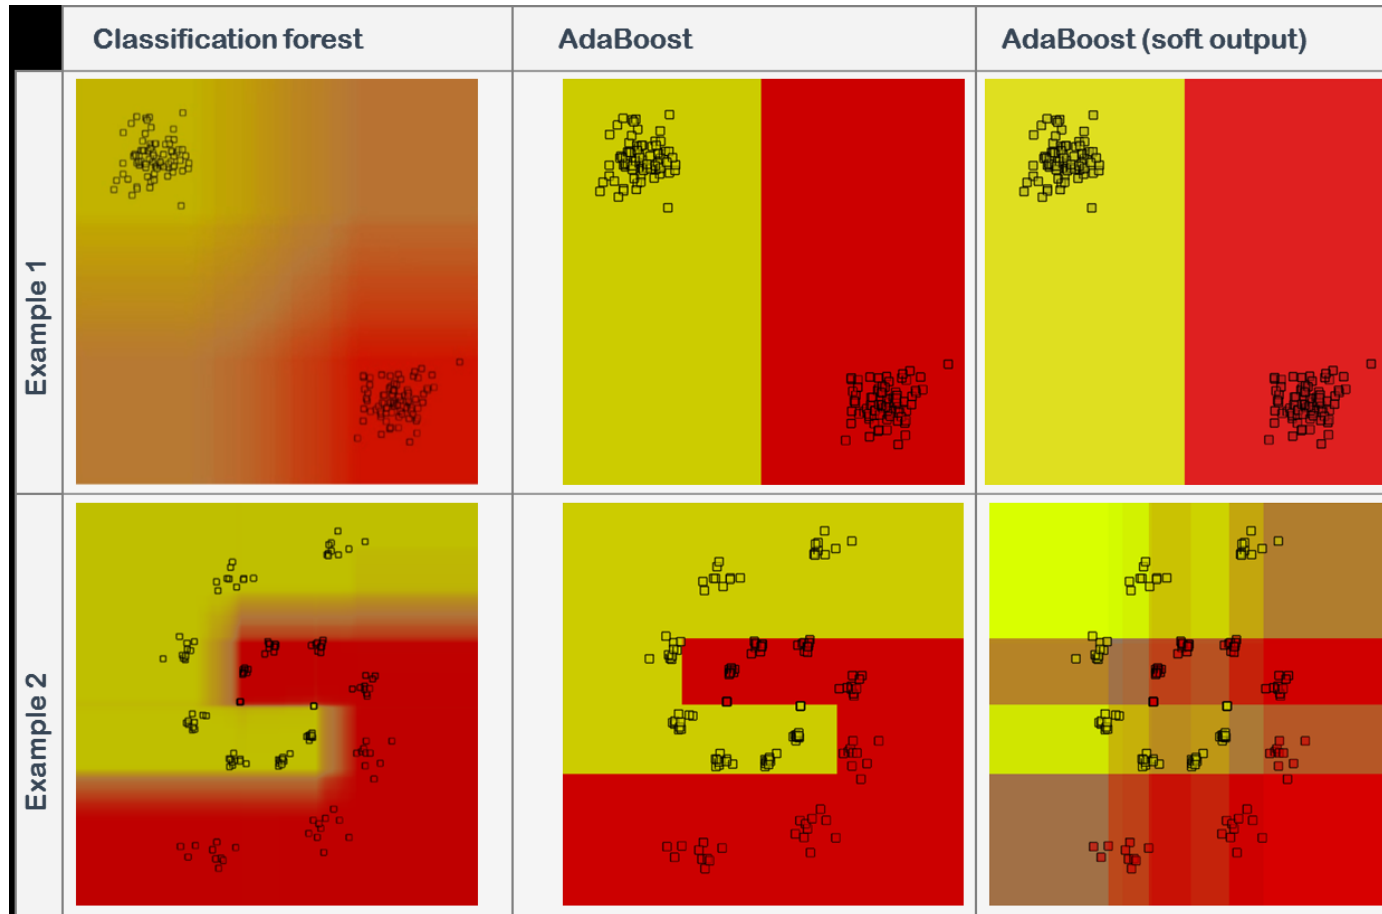 Classification forest
AdaBoost
AdaBoost (soft output)
Example 1
Example 2